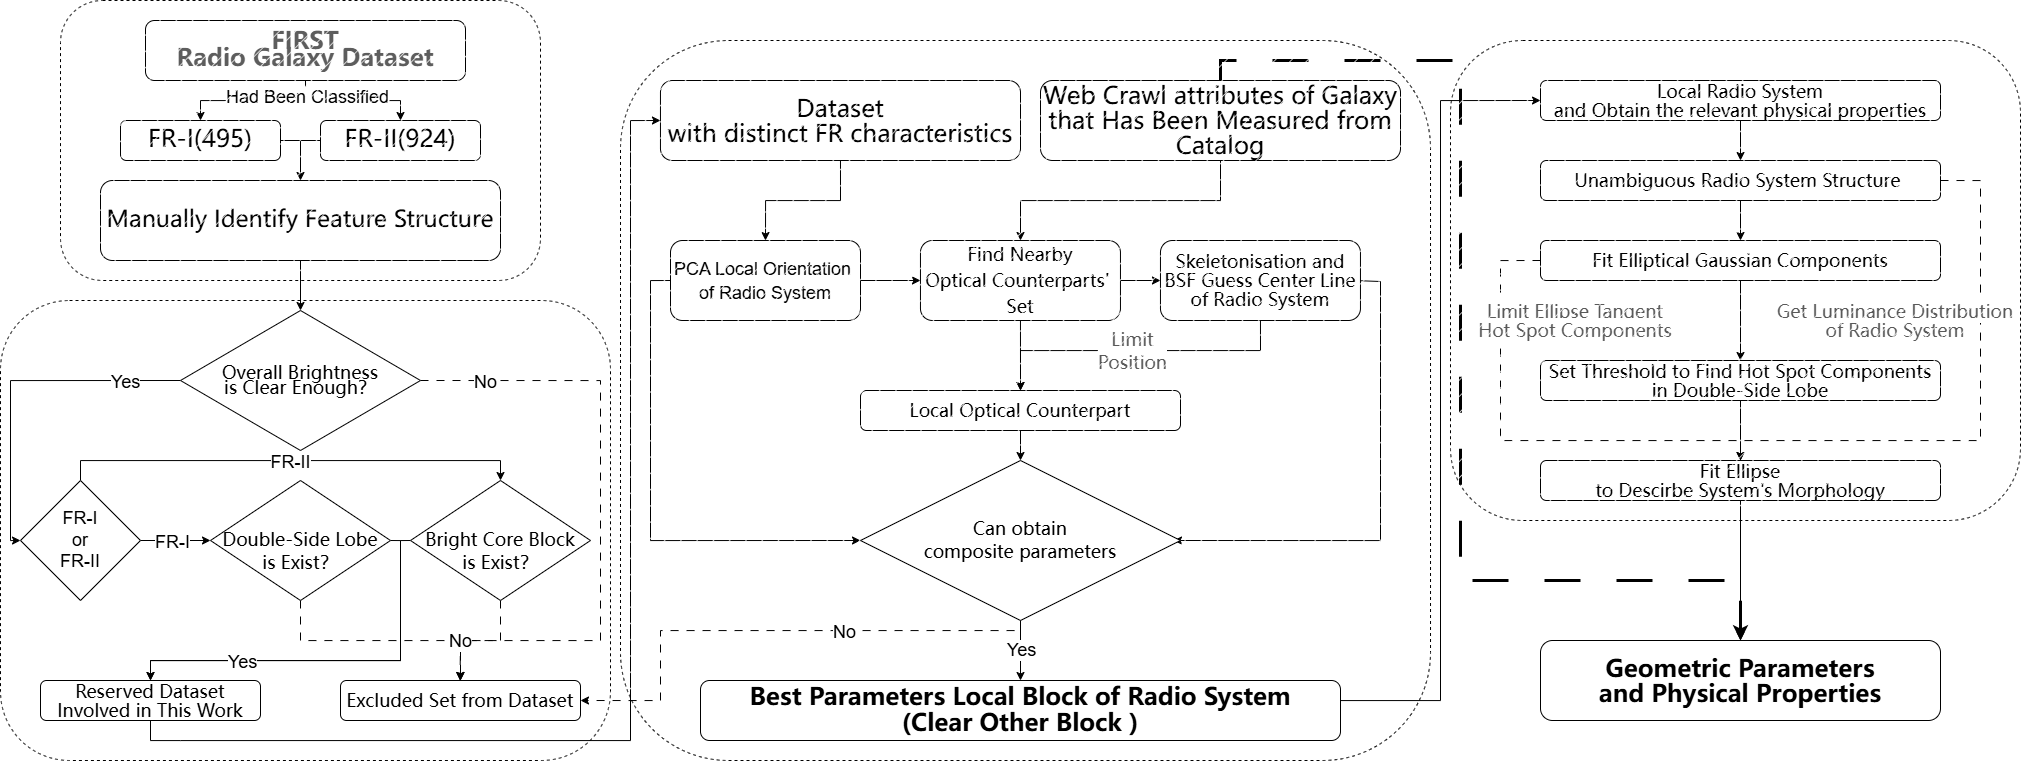 FIRST
Radio Galaxy Dataset
Had Been Classified
FR-I(495)
FR-II(924)
Manually Identify Feature Structure
Overall Brightness
is Clear Enough?
Yes
No
FR-II
FR-I
or
FR-II
FR-I
Double-Side Lobe
is Exist?
Bright Core Block
is Exist?
No
Yes
Reserved Dataset
Involved in This Work
Excluded Set from Dataset
Dataset
with distinct FR characteristics
Web Crawl attributes of Galaxy
that Has Been Measured from
Catalog
PCA Local Orientation
of Radio System
Find Nearby
Optical Counterparts'
Set
Skeletonisation and
BSF Guess Center Line
of Radio System
Limit
Position
Local Optical Counterpart
Can obtain
composite parameters
No
Yes
Best Parameters Local Block of Radio System
(Clear Other Block )
Local Radio System
and Obtain the relevant physical properties
Unambiguous Radio System Structure
Fit Elliptical Gaussian Components
Limit Ellipse Tangent
Hot Spot Components
Get Luminance Distribution
of Radio System
Set Threshold to Find Hot Spot Components
in Double-Side Lobe
Fit Ellipse
to Descirbe System's Morphology
Geometric Parameters
and Physical Properties